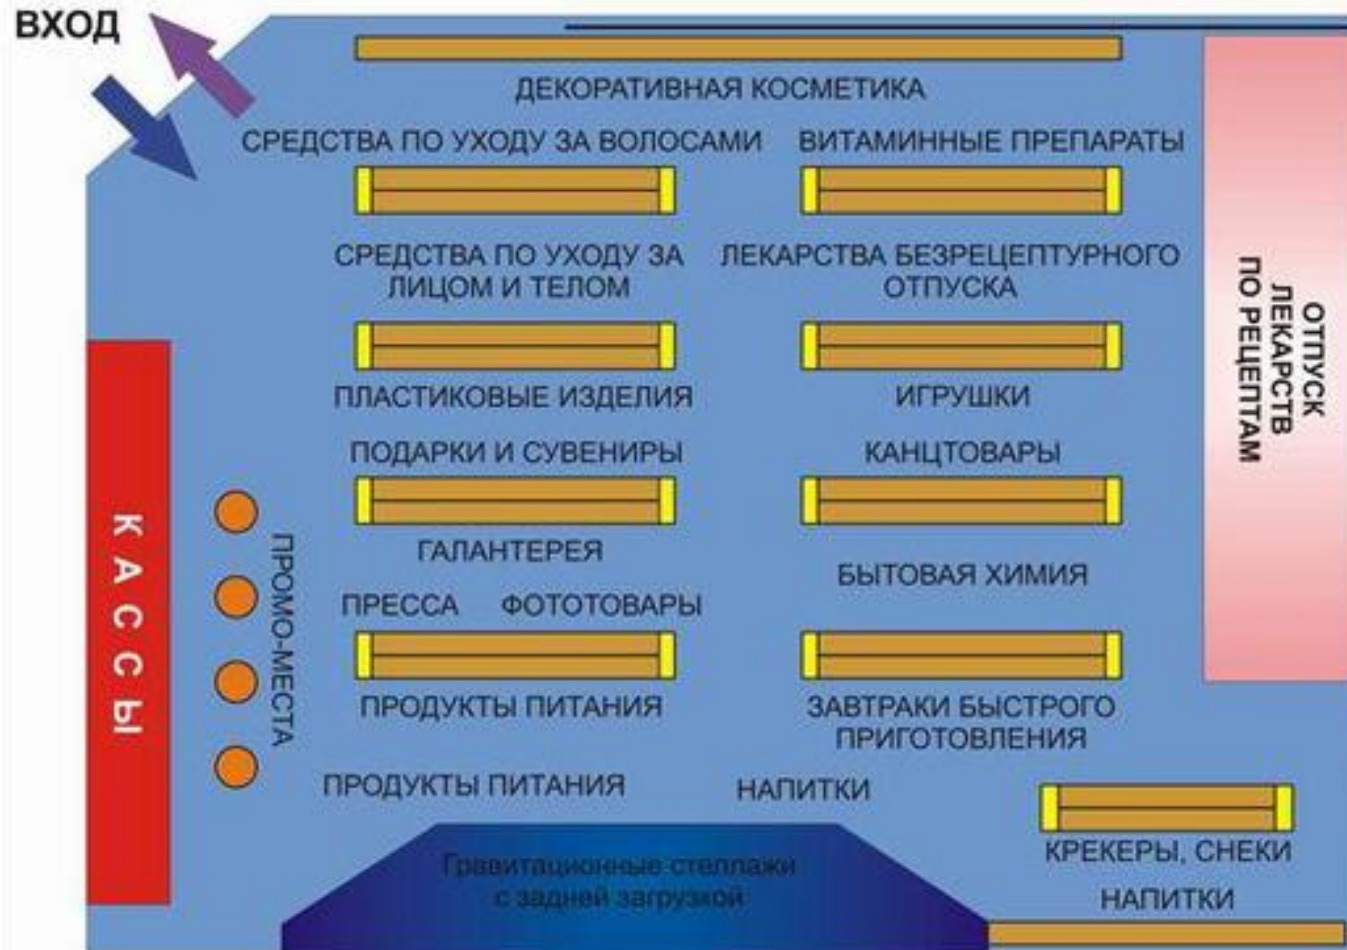 ВХОД
ДЕКОРАТИВНАЯ КОСМЕТИКА
СРЕДСТВА ПО УХОДУ ЗА ВОЛОСАМИ
ВИТАМИННЫЕ ПРЕПАРАТЫ
СРЕДСТВА ПО УХОДУ ЗА
ЛИЦОМ И ТЕЛОМ
ЛЕКАРСТВА БЕЗРЕЦЕПТУРНОГО
ОТПУСКА
ОТПУСК
ЛЕКАРСТВ
ПО РЕЦЕПТАМ
ПЛАСТИКОВЫЕ ИЗДЕЛИЯ
ИГРУШКИ
ПОДАРКИ И СУВЕНИРЫ
КАНЦТОВАРЫ
КАССЫ
ПРОМО-МЕСТА
ГАЛАНТЕРЕЯ
БЫТОВАЯ ХИМИЯ
ПРЕССА
ФОТОТОВАРЫ
ПРОДУКТЫ ПИТАНИЯ
ЗАВТРАКИ БЫСТРОГО
ПРИГОТОВЛЕНИЯ
ПРОДУКТЫ ПИТАНИЯ
НАПИТКИ
КРЕКЕРЫ, СНЕКИ
Гравитационные стеллажи
с задней загрузкой
НАПИТКИ